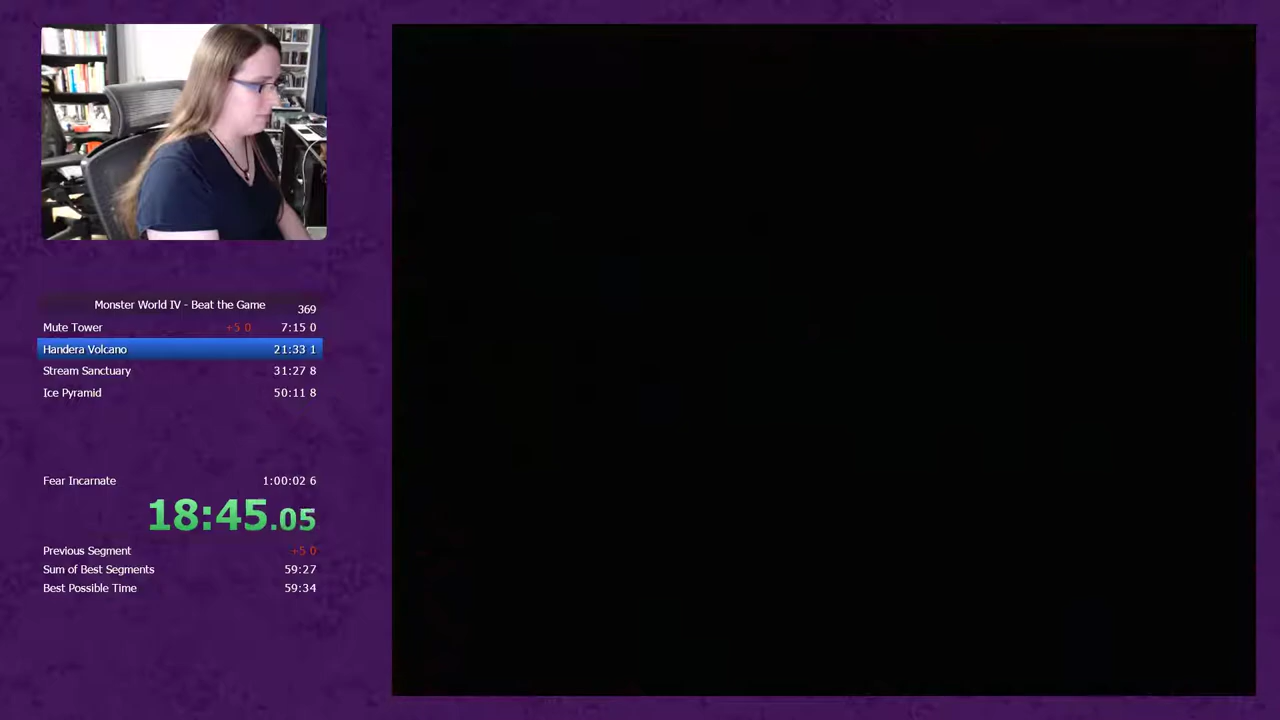 Monster World IV - Beat the Game
369
Mute Tower +5 0 7:15 0
Handera Volcano 21:33 1
Stream Sanctuary 31:27 8
Ice Pyramid 50:11 8
Fear Incarnate 1:00:02 6
18:45.05
Previous Segment +5 0
Sum of Best Segments 59:27
Best Possible Time 59:34